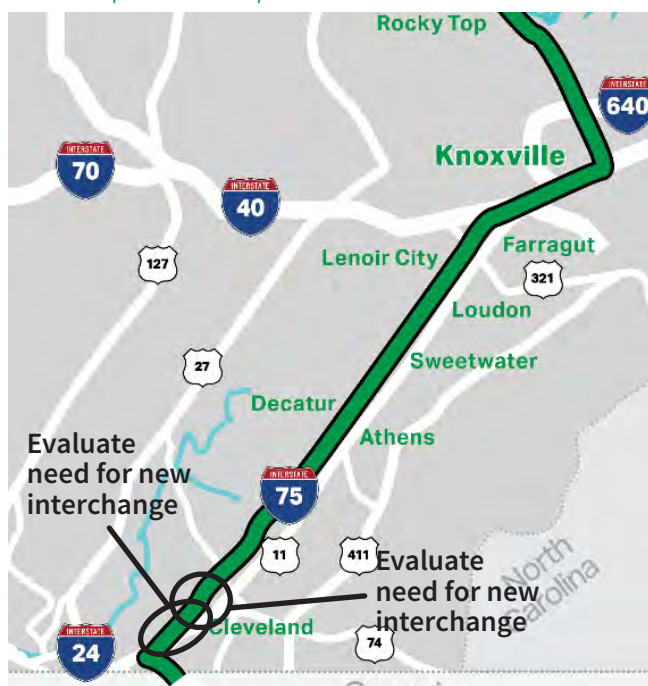 Rocky Top
INTERSTATE
640
Knoxville
INTERSTATE
70
INTERSTATE
40
Lenoir City
Farragut
127
321
Loudon
Sweetwater
27
Decatur
Athens
Evaluate
need for new
interchange
INTERSTATE
75
11
411
Evaluate
need for new
interchange
North
Carolina
Cleveland
74
INTERSTATE
24